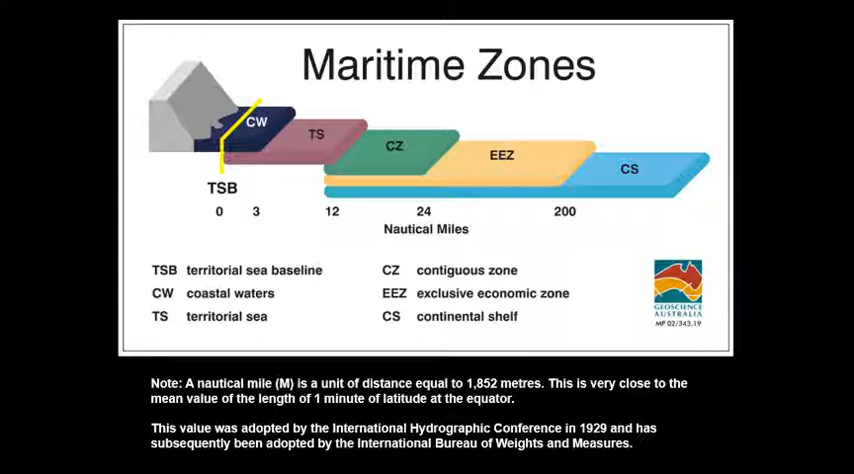 Maritime Zones
CW
TS
CZ
EEZ
CS
TSB
0 3 12 24 200
Nautical Miles
TSB territorial sea baseline
CW coastal waters
TS territorial sea
CZ contiguous zone
EEZ exclusive economic zone
CS continental shelf
GEOSCIENCE
AUSTRALIA
MP 02/343.19
Note: A nautical mile (M) is a unit of distance equal to 1,852 metres. This is very close to the
mean value of the length of 1 minute of latitude at the equator.
This value was adopted by the International Hydrographic Conference in 1929 and has
subsequently been adopted by the International Bureau of Weights and Measures.